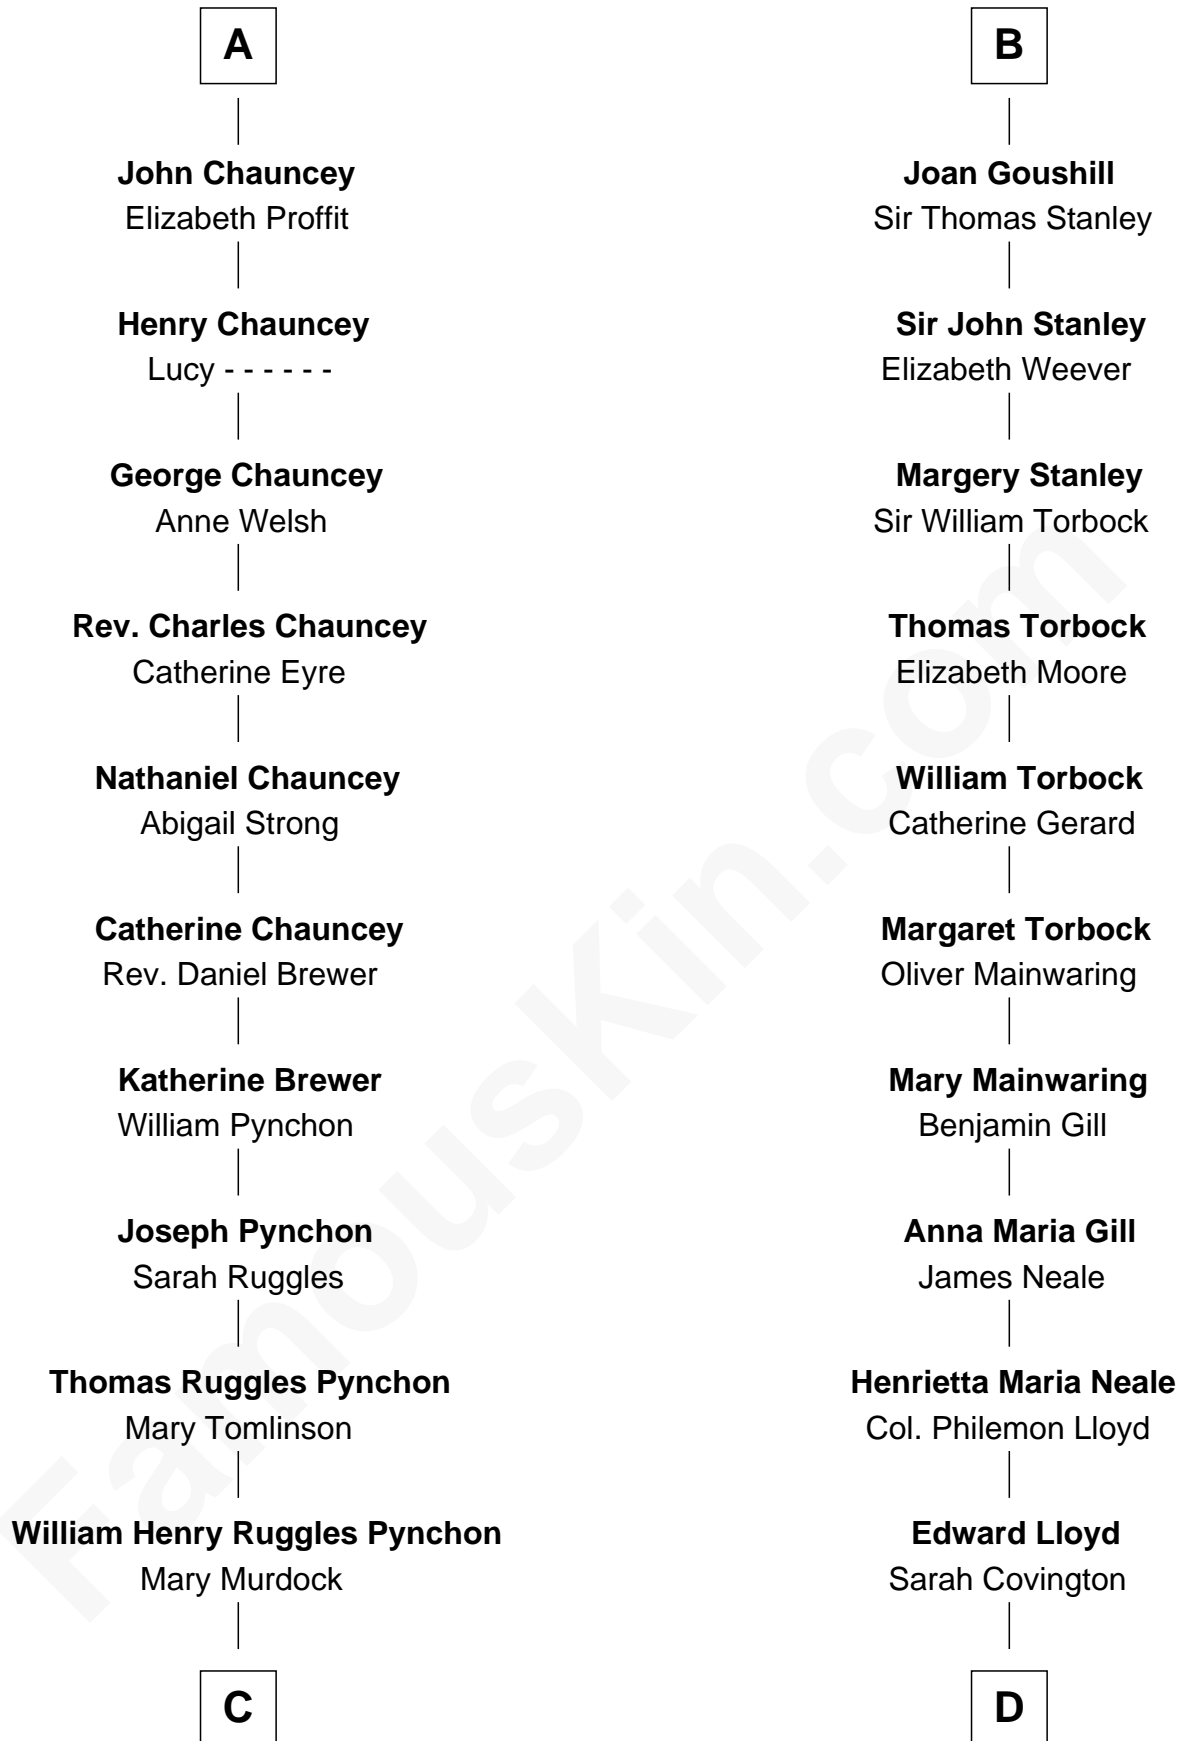 A
John Chauncey
Elizabeth Proffit
Henry Chauncey
Lucy - - - - - -
George Chauncey
Anne Welsh
Rev. Charles Chauncey
Catherine Eyre
Nathaniel Chauncey
Abigail Strong
Catherine Chauncey
Rev. Daniel Brewer
Katherine Brewer
William Pynchon
Joseph Pynchon
Sarah Ruggles
Thomas Ruggles Pynchon
Mary Tomlinson
William Henry Ruggles Pynchon
Mary Murdock
C
B
Joan Goushill
Sir Thomas Stanley
Sir John Stanley
Elizabeth Weever
Margery Stanley
Sir William Torbock
Thomas Torbock
Elizabeth Moore
William Torbock
Catherine Gerard
Margaret Torbock
Oliver Mainwaring
Mary Mainwaring
Benjamin Gill
Anna Maria Gill
James Neale
Henrietta Maria Neale
Col. Philemon Lloyd
Edward Lloyd
Sarah Covington
D
FamousKin.com